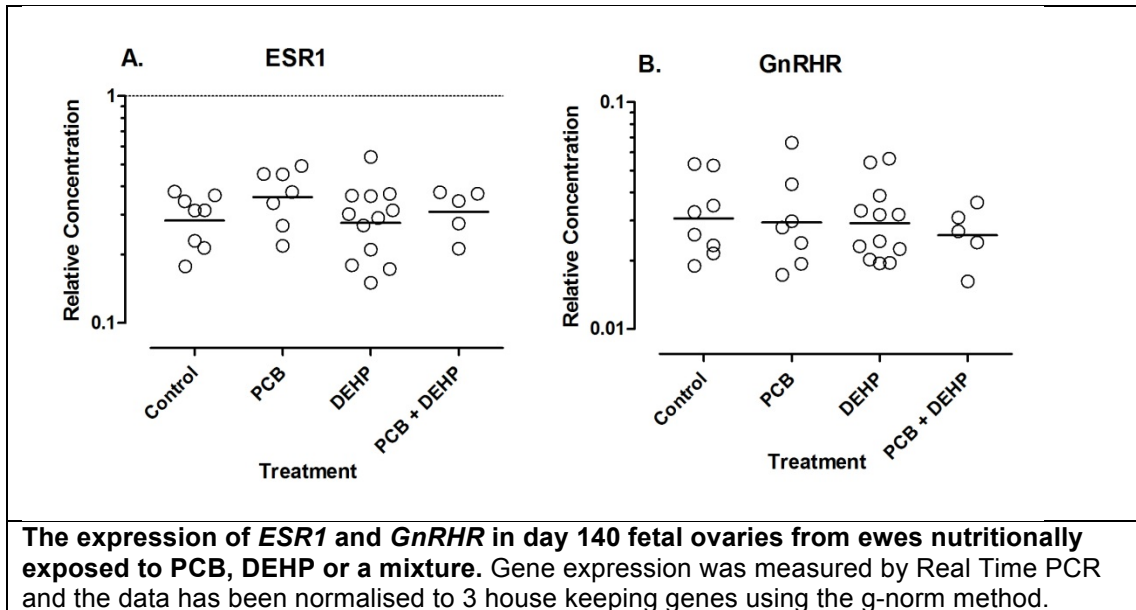 A. ESR1
1
Relative Concentration
0.1
Control
PCB
DEHP
PCB + DEHP
Treatment
B. GnRHR
0.1
Relative Concentration
0.01
Control
PCB
DEHP
PCB + DEHP
Treatment
The expression of ESR1 and GnRHR in day 140 fetal ovaries from ewes nutritionally
exposed to PCB, DEHP or a mixture. Gene expression was measured by Real Time PCR
and the data has been normalised to 3 house keeping genes using the g-norm method.